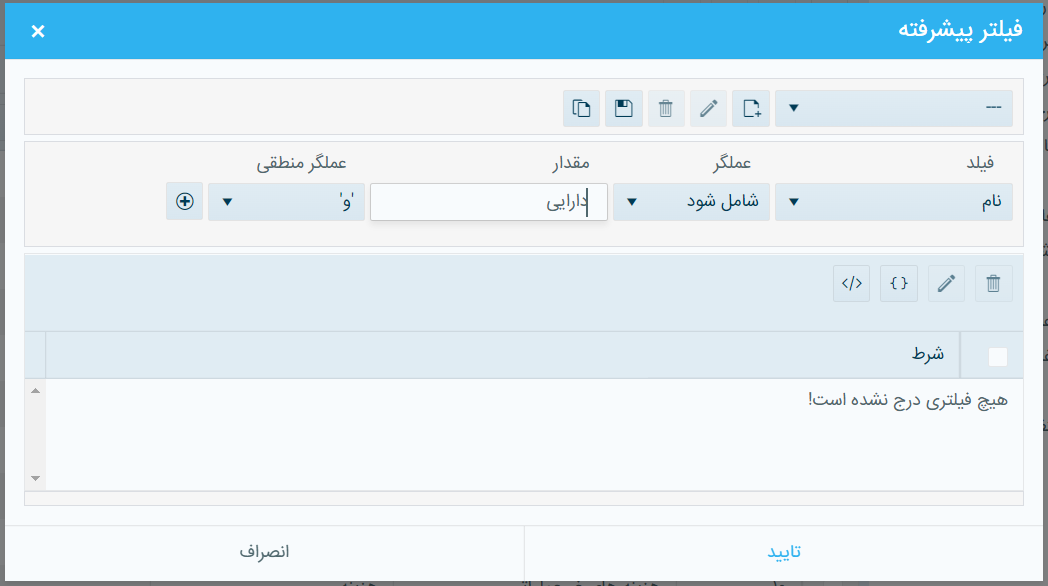 فیلتر پیشرفته
---
فیلد عملگر مقدار عملگر منطقی
نام شامل شود دارایی 'و'
</> { }
شرط
هیچ فیلتری درج نشده است!
تایید انصراف